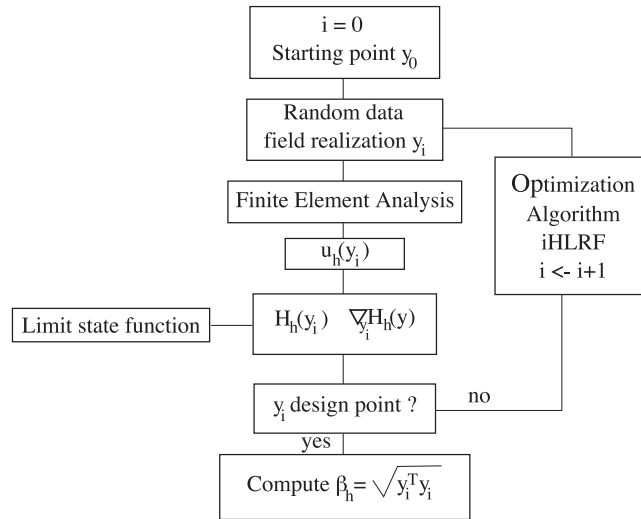 i = 0
Starting point y₀
Random data
field realization yᵢ
Finite Element Analysis
uₕ(yᵢ)
Optimization
Algorithm
iHLRF
i <- i+1
Limit state function
Hₕ(yᵢ) ∇yᵢHₕ(y)
yᵢ design point ?
no
yes
Compute βₕ = √yᵢᵀyᵢ